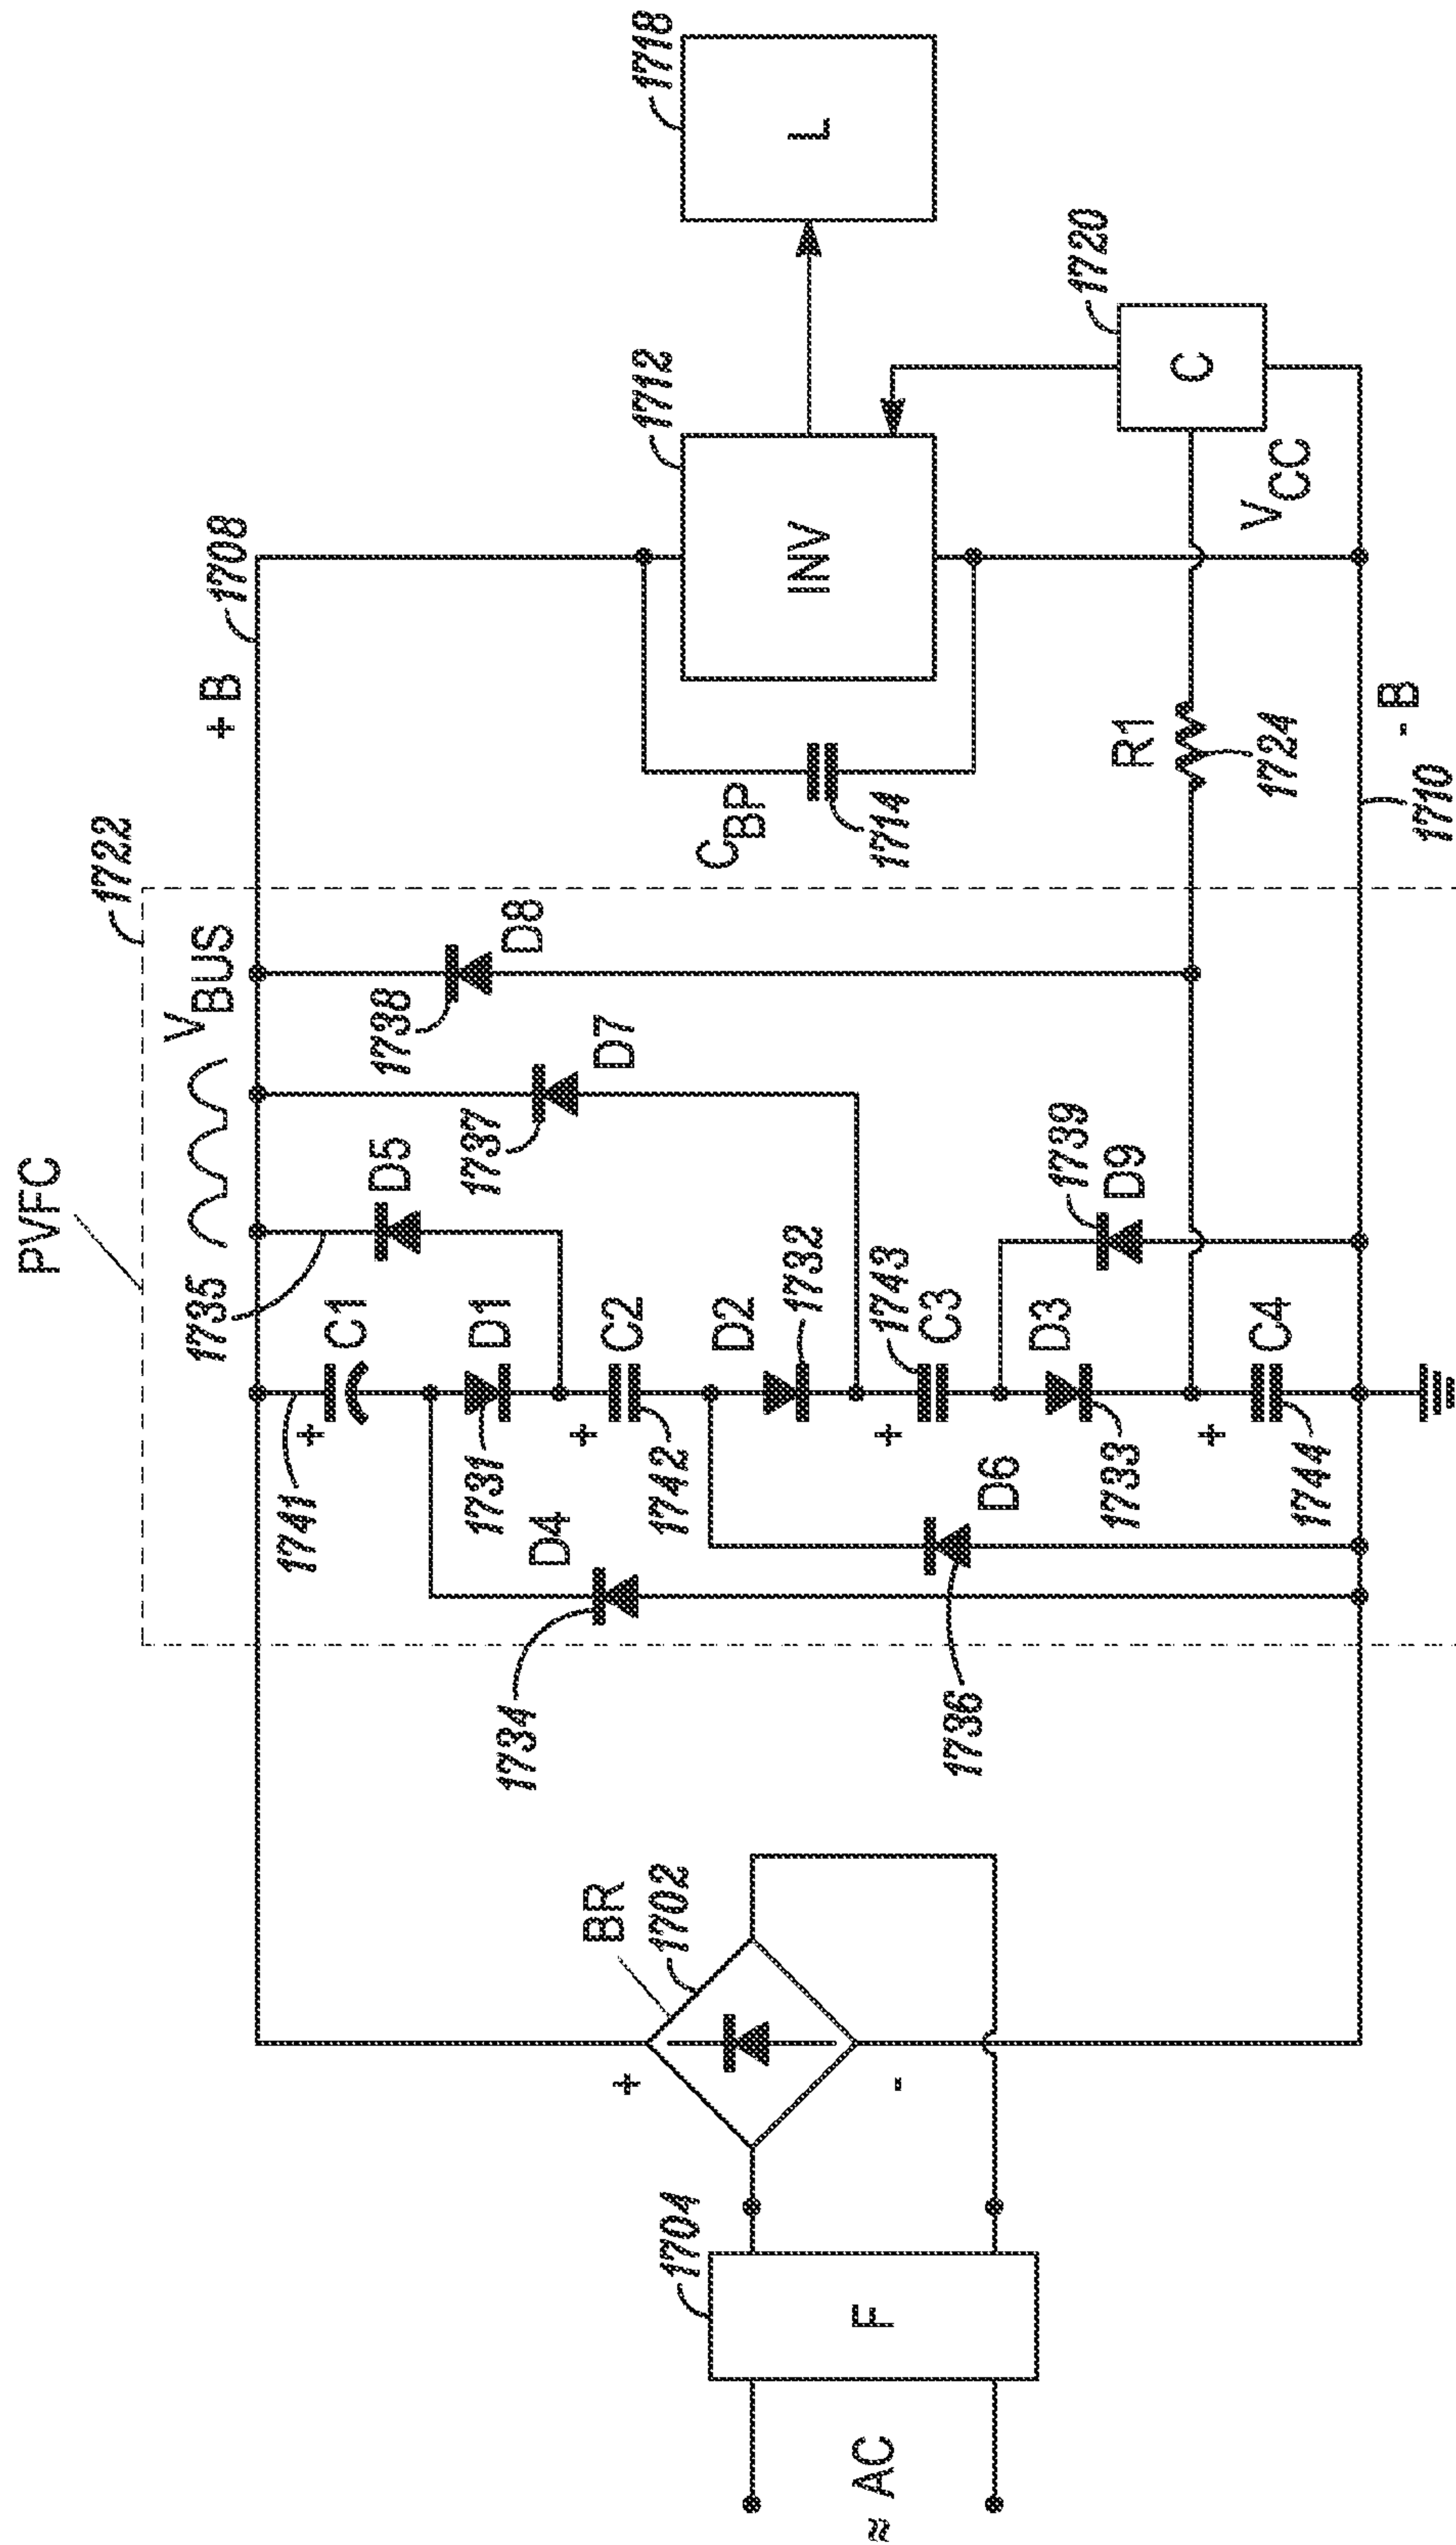 PVFC
1722
VBUS
+B
1708
1735
1741
+
C1
D5
1738
D8
1731
D1
1737
D7
D4
1734
+
C2
1742
D2
1732
1743
+
C3
D6
1736
1739
D9
D3
1733
+
C4
1744
BR
1702
+
-
1704
F
≈ AC
CBP
1714
1712
INV
1718
L
1720
C
VCC
R1
1724
-B
1710